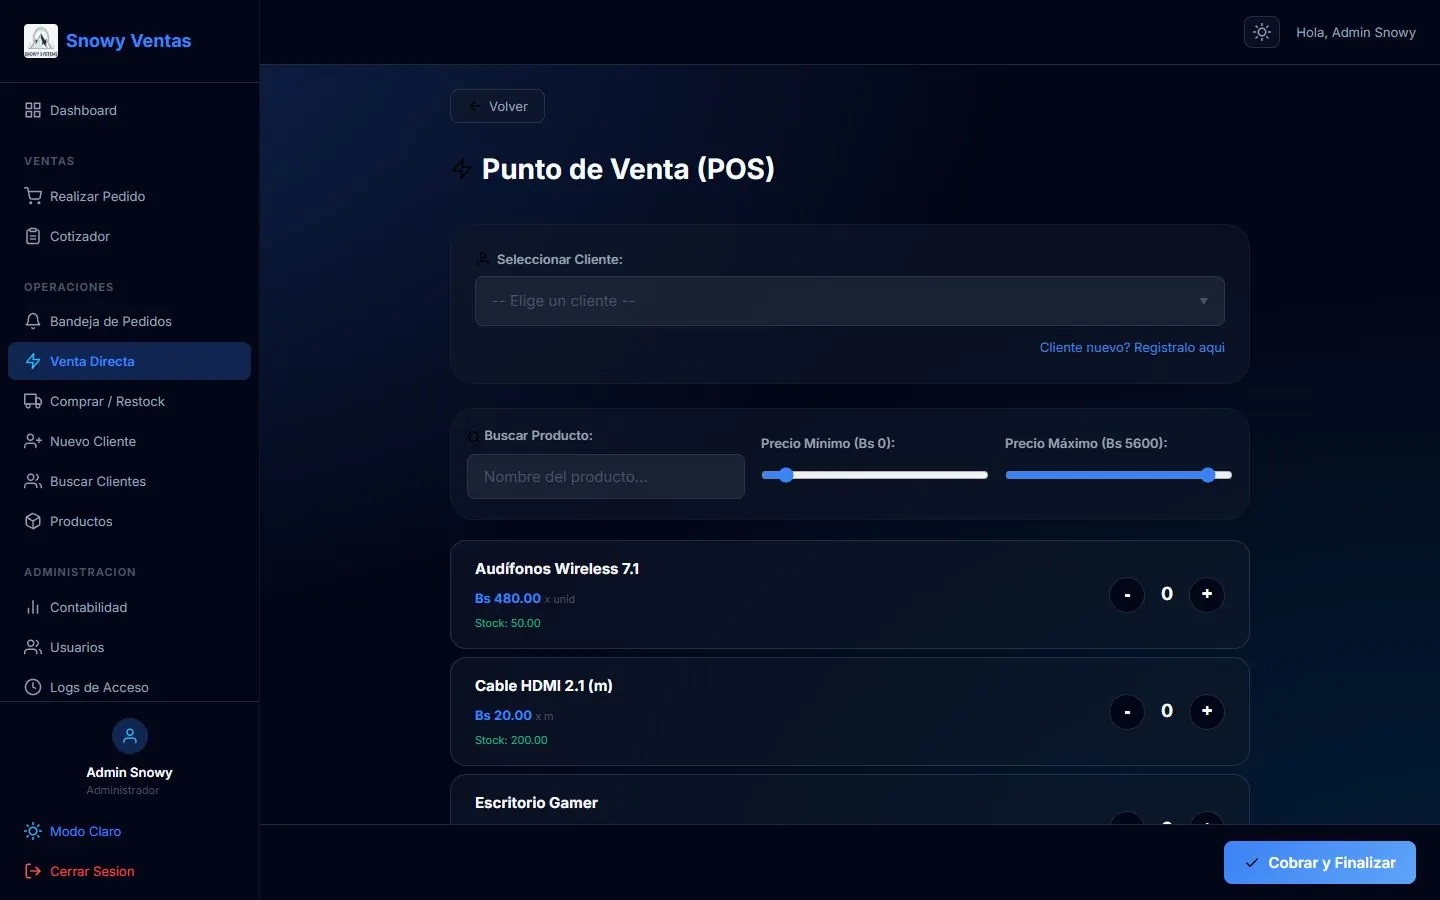 Snowy Ventas
Hola, Admin Snowy
Dashboard
VENTAS
Realizar Pedido
Cotizador
OPERACIONES
Bandeja de Pedidos
Venta Directa
Comprar / Restock
Nuevo Cliente
Buscar Clientes
Productos
ADMINISTRACION
Contabilidad
Usuarios
Logs de Acceso
Admin Snowy
Administrador
Modo Claro
Cerrar Sesion
Volver
Punto de Venta (POS)
Seleccionar Cliente:
-- Elige un cliente --
Cliente nuevo? Registralo aqui
Buscar Producto:
Nombre del producto...
Precio Mínimo (Bs 0):
Precio Máximo (Bs 5600):
Audífonos Wireless 7.1
Bs 480.00 x unid
Stock: 50.00
- 0 +
Cable HDMI 2.1 (m)
Bs 20.00 x m
Stock: 200.00
- 0 +
Escritorio Gamer
Cobrar y Finalizar